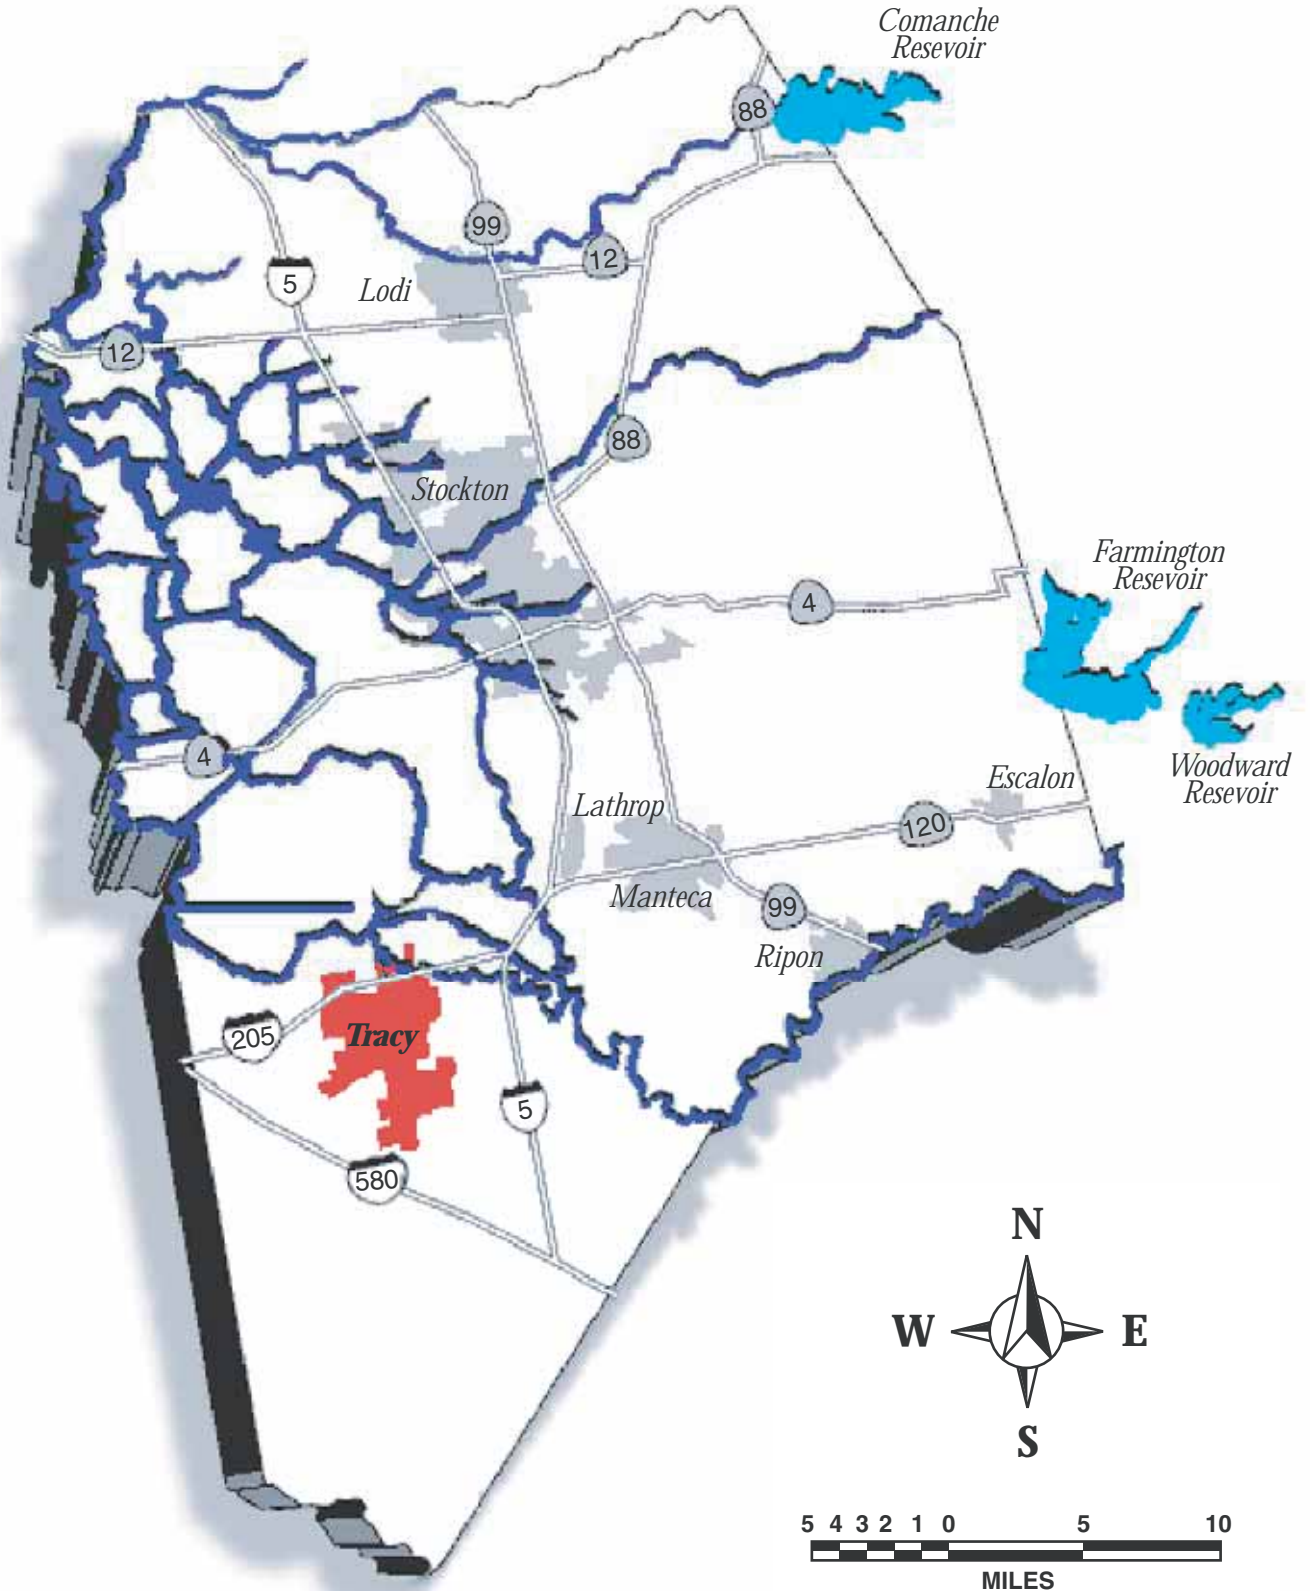 Comanche
Resevoir
88
99
12
5
Lodi
12
88
Stockton
Farmington
Resevoir
4
4
Woodward
Resevoir
Escalon
Lathrop
120
Manteca
99
Ripon
205
Tracy
5
580
N
W E
S
5 4 3 2 1 0 5 10
MILES